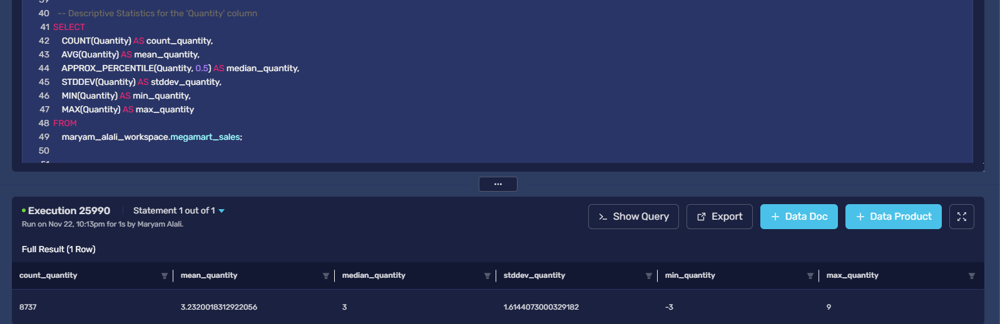 40 -- Descriptive Statistics for the 'Quantity' column
41 SELECT
42 COUNT(Quantity) AS count_quantity,
43 AVG(Quantity) AS mean_quantity,
44 APPROX_PERCENTILE(Quantity, 0.5) AS median_quantity,
45 STDDEV(Quantity) AS stddev_quantity,
46 MIN(Quantity) AS min_quantity,
47 MAX(Quantity) AS max_quantity
48 FROM
49 maryam_alali_workspace.megamart_sales;
50
...
Execution 25990 Statement 1 out of 1 >_ Show Query Export + Data Doc + Data Product
Run on Nov 22, 10:13pm for 1s by Maryam Alali.
Full Result (1 Row)
count_quantity mean_quantity median_quantity stddev_quantity min_quantity max_quantity
8737 3.2320018312922056 3 1.6144073000329182 -3 9